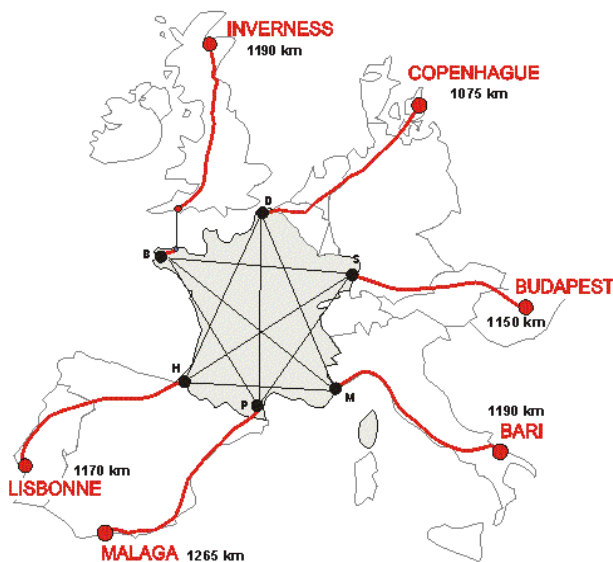 INVERNESS
1190 km
COPENHAGUE
1075 km
D
B
S
BUDAPEST
1150 km
H
P
M
1190 km
BARI
1170 km
LISBONNE
MALAGA 1265 km